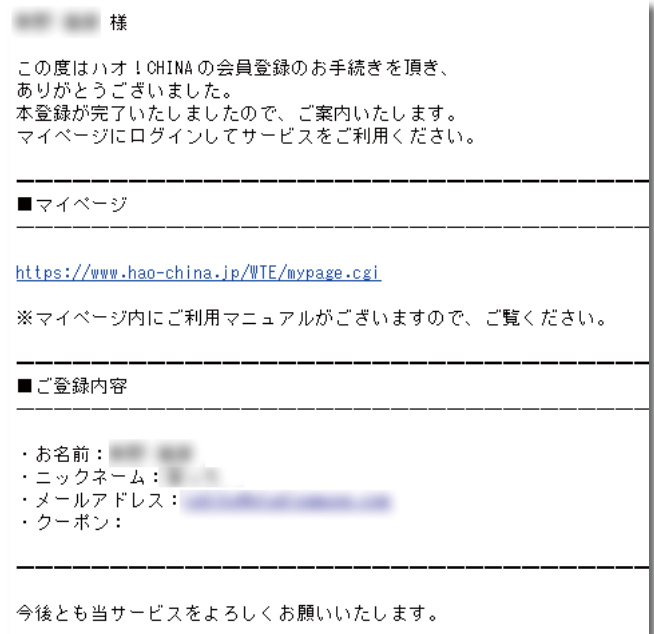 様
この度はハオ！CHINAの会員登録のお手続きを頂き、
ありがとうございました。
本登録が完了いたしましたので、ご案内いたします。
マイページにログインしてサービスをご利用ください。
■マイページ
https://www.hao-china.jp/WTE/mypage.cgi
※マイページ内にご利用マニュアルがございますので、ご覧ください。
■ご登録内容
・お名前：
・ニックネーム：
・メールアドレス：
・クーポン：
今後とも当サービスをよろしくお願いいたします。